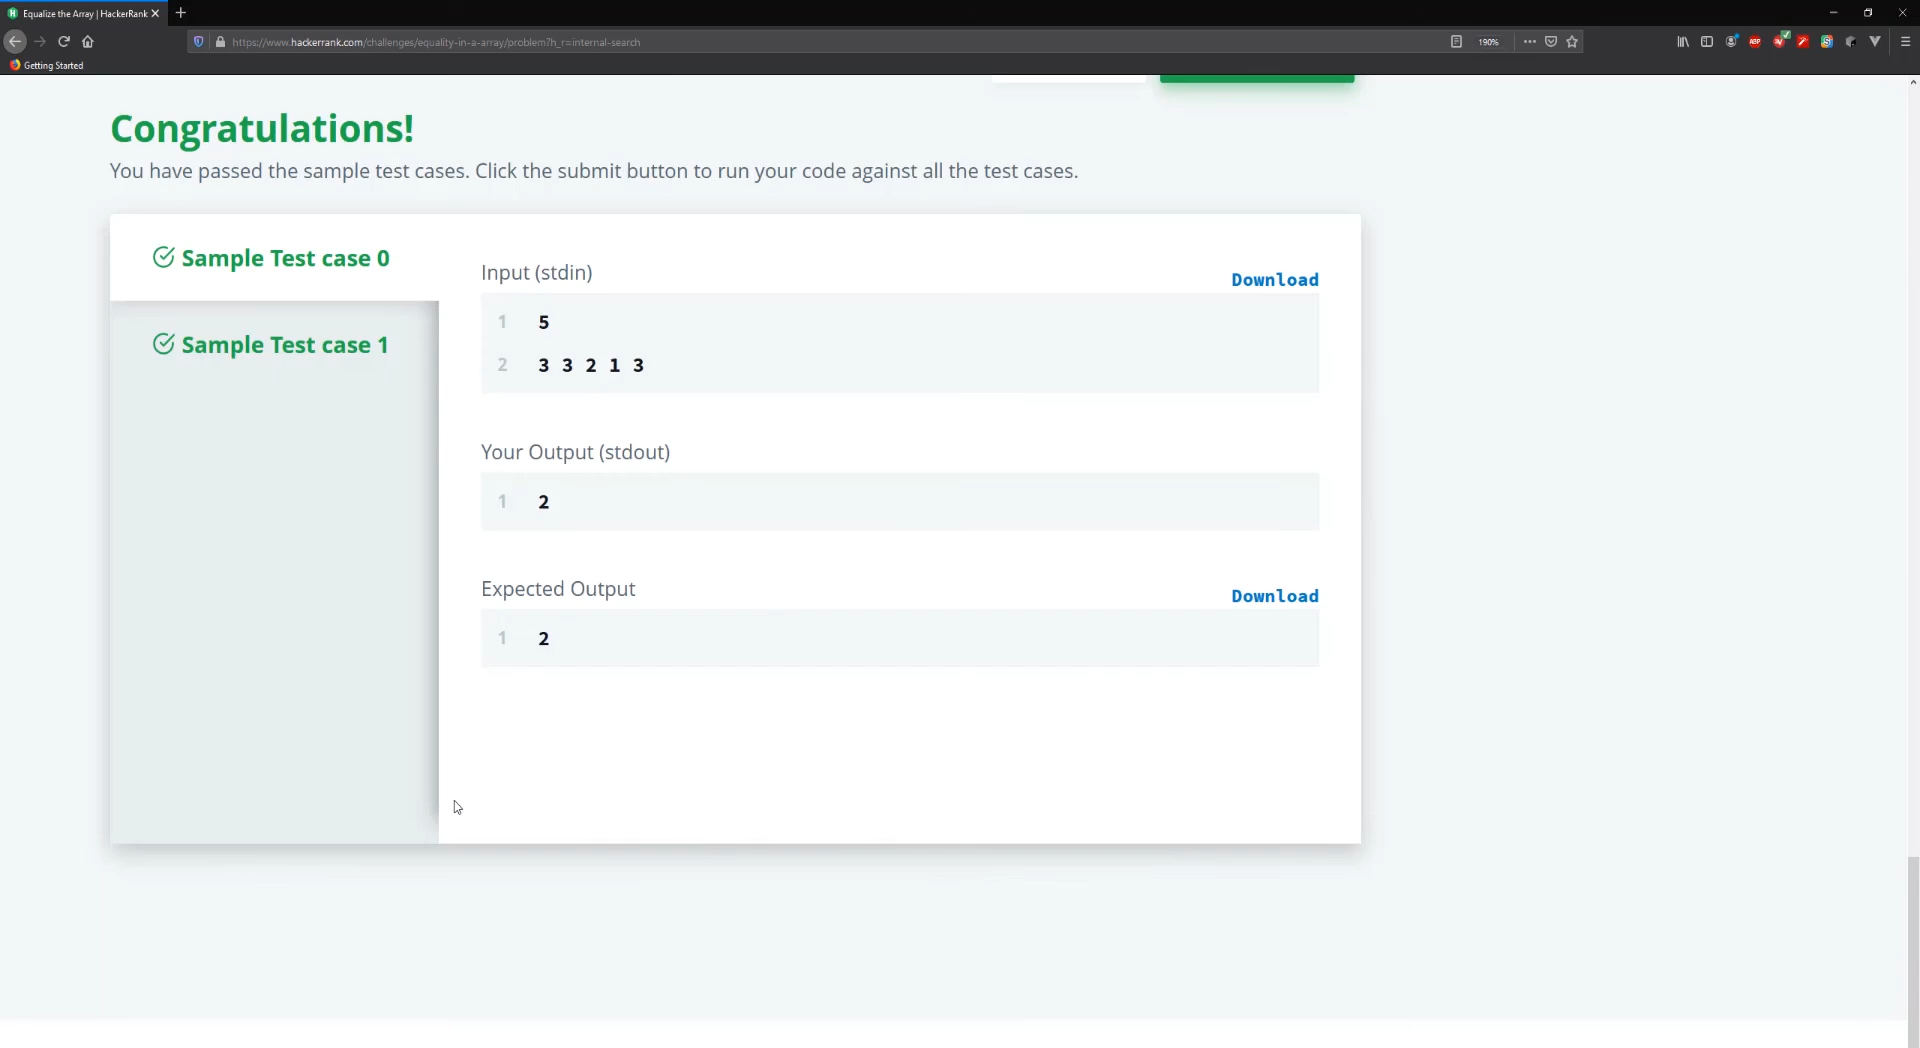 Equalize the Array | HackerRank
https://www.hackerrank.com/challenges/equality-in-a-array/problem?h_r=internal-search
190%
ABP
Getting Started
Congratulations!
You have passed the sample test cases. Click the submit button to run your code against all the test cases.
Sample Test case 0
Sample Test case 1
Input (stdin)
Download
1 5
2 3 3 2 1 3
Your Output (stdout)
1 2
Expected Output
Download
1 2